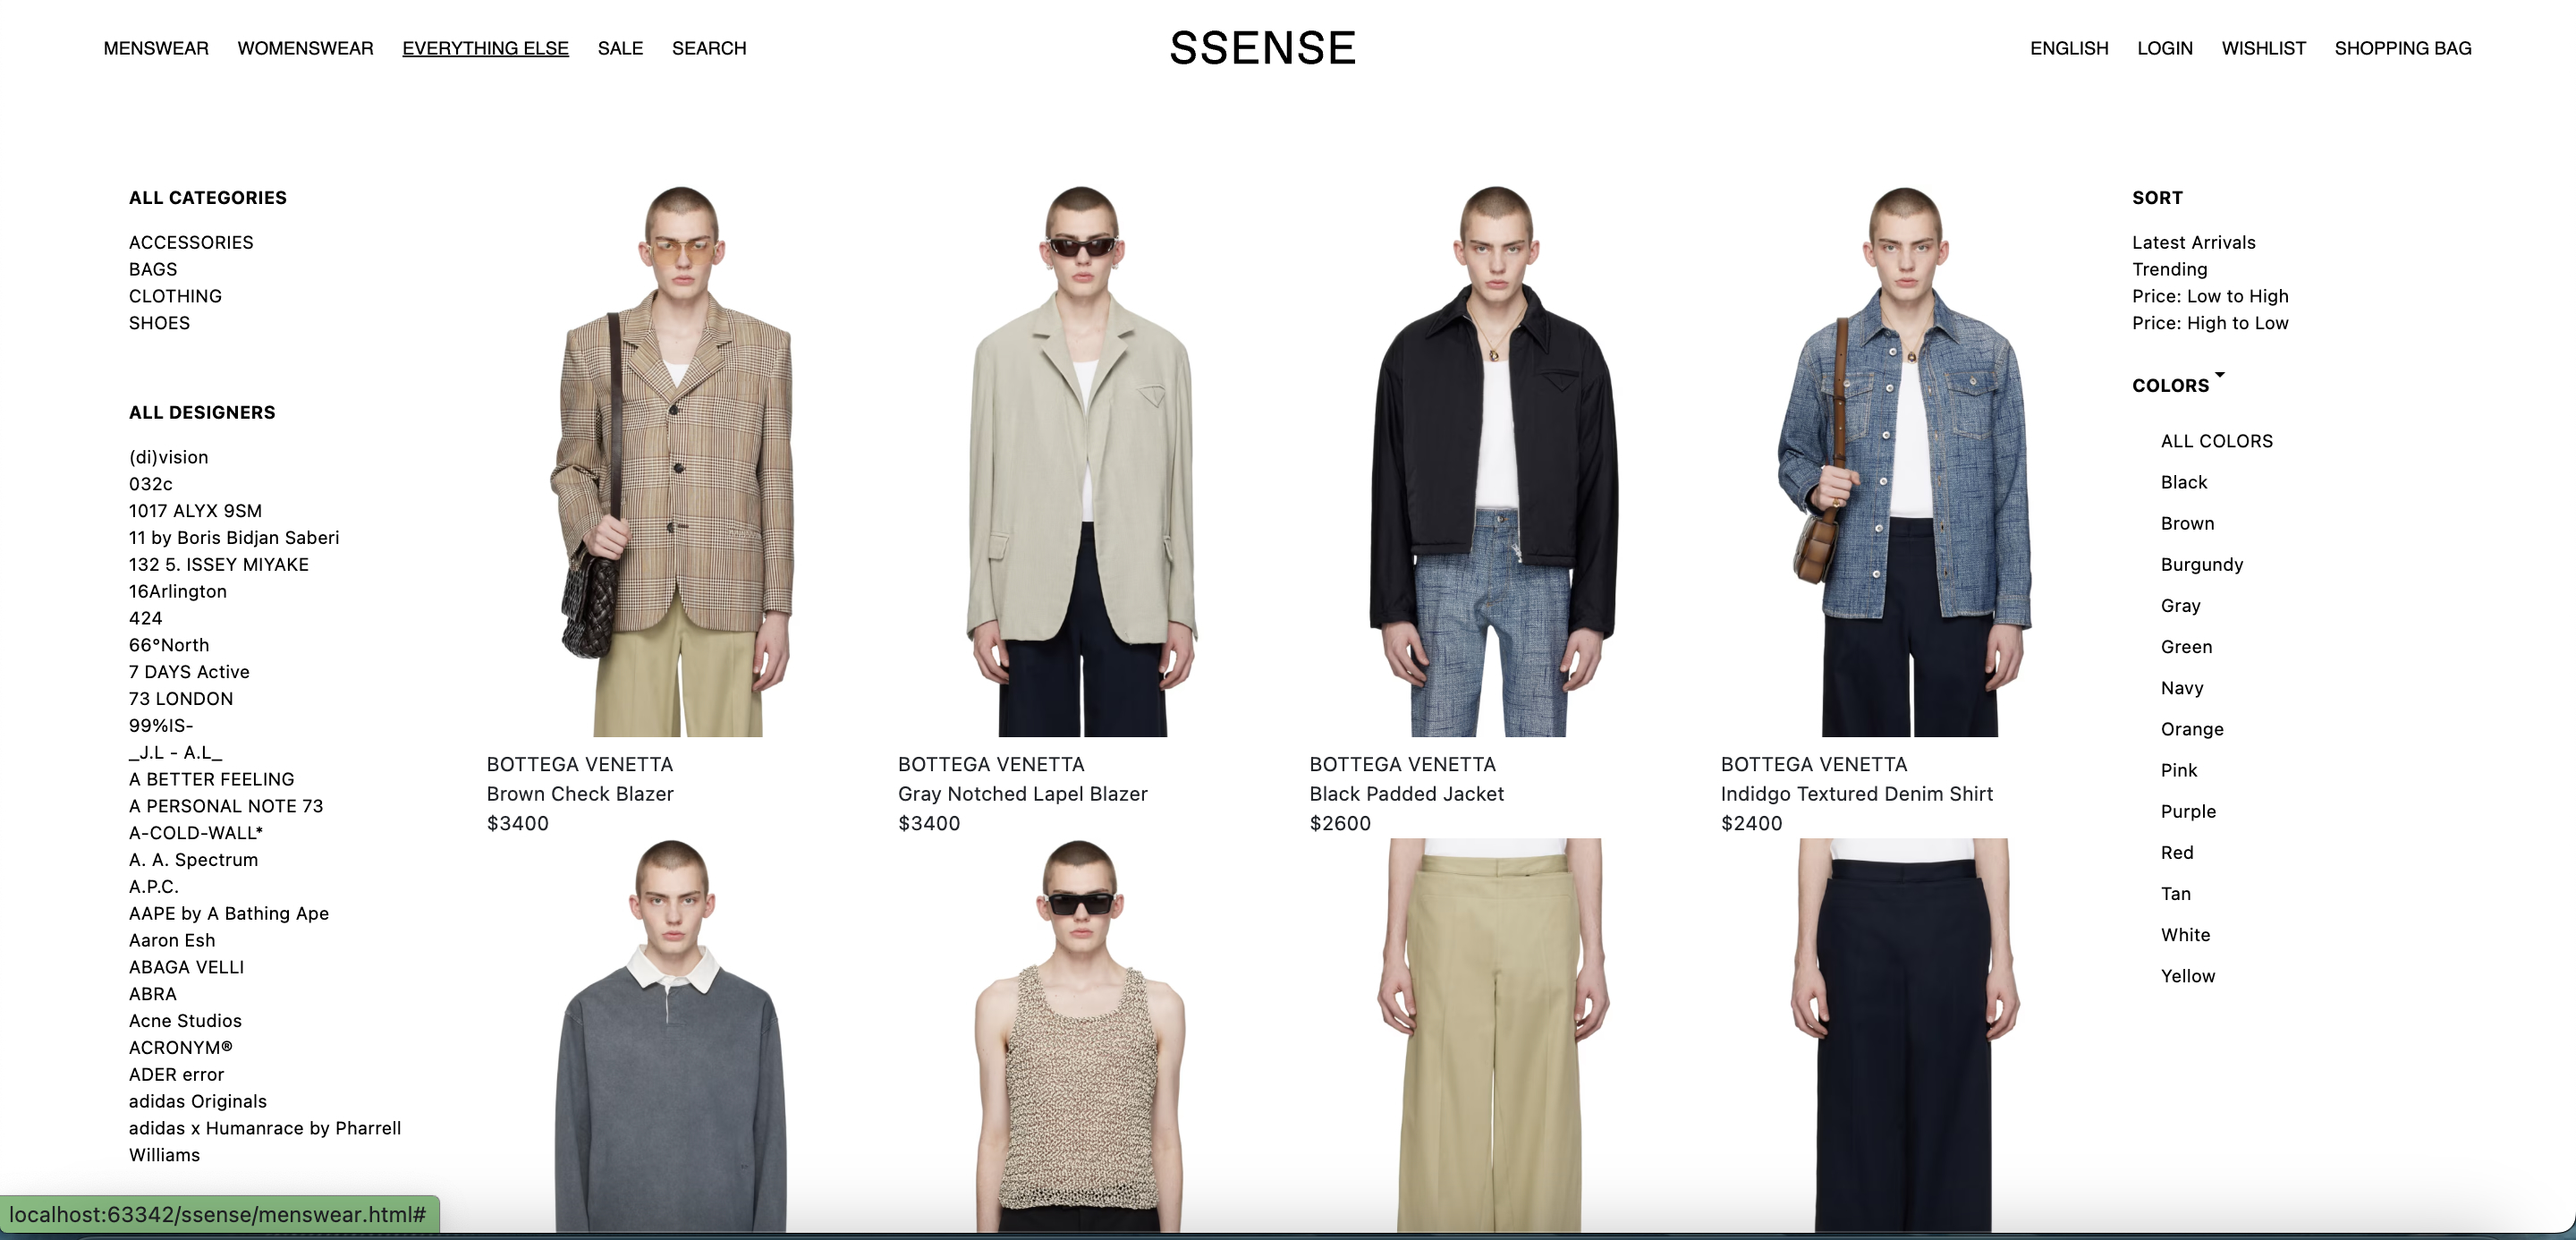 MENSWEAR WOMENSWEAR EVERYTHING ELSE SALE SEARCH SSENSE ENGLISH LOGIN WISHLIST SHOPPING BAG
ALL CATEGORIES
ACCESSORIES
BAGS
CLOTHING
SHOES
ALL DESIGNERS
(di)vision
032c
1017 ALYX 9SM
11 by Boris Bidjan Saberi
132 5. ISSEY MIYAKE
16Arlington
424
66°North
7 DAYS Active
73 LONDON
99%IS-
_J.L - A.L_
A BETTER FEELING
A PERSONAL NOTE 73
A-COLD-WALL*
A. A. Spectrum
A.P.C.
AAPE by A Bathing Ape
Aaron Esh
ABAGA VELLI
ABRA
Acne Studios
ACRONYM®
ADER error
adidas Originals
adidas x Humanrace by Pharrell
Williams
BOTTEGA VENETTA
Brown Check Blazer
$3400
BOTTEGA VENETTA
Gray Notched Lapel Blazer
$3400
BOTTEGA VENETTA
Black Padded Jacket
$2600
BOTTEGA VENETTA
Indidgo Textured Denim Shirt
$2400
SORT
Latest Arrivals
Trending
Price: Low to High
Price: High to Low
COLORS
ALL COLORS
Black
Brown
Burgundy
Gray
Green
Navy
Orange
Pink
Purple
Red
Tan
White
Yellow
localhost:63342/ssense/menswear.html#